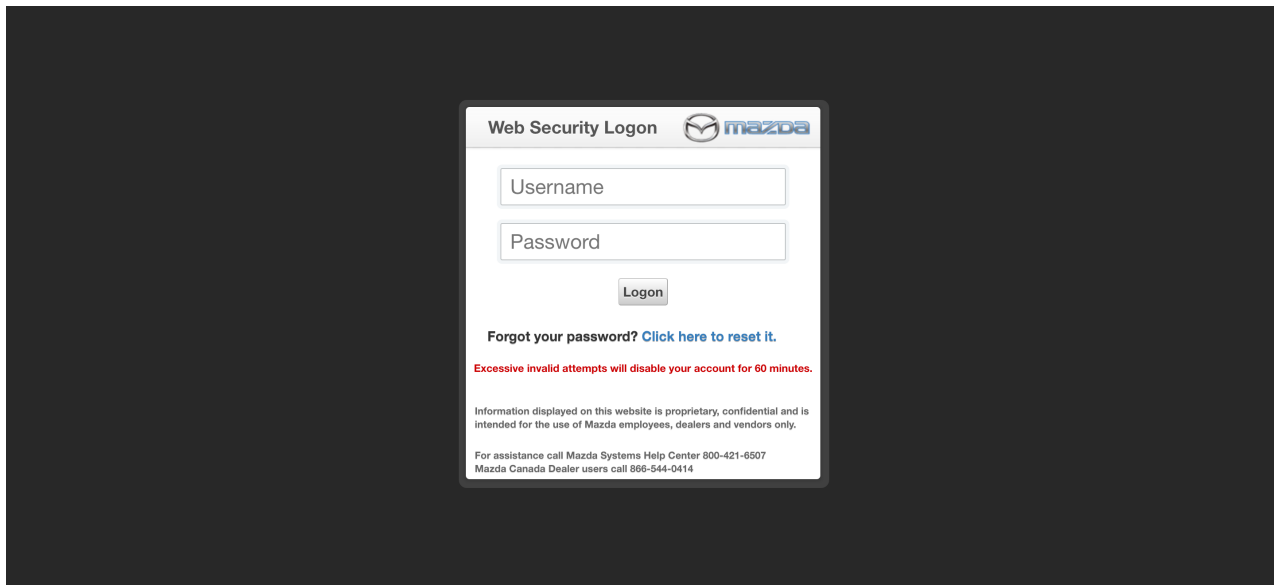 Web Security Logon mazda
Username
Password
Logon
Forgot your password? Click here to reset it.
Excessive invalid attempts will disable your account for 60 minutes.
Information displayed on this website is proprietary, confidential and is
intended for the use of Mazda employees, dealers and vendors only.
For assistance call Mazda Systems Help Center 800-421-6507
Mazda Canada Dealer users call 866-544-0414